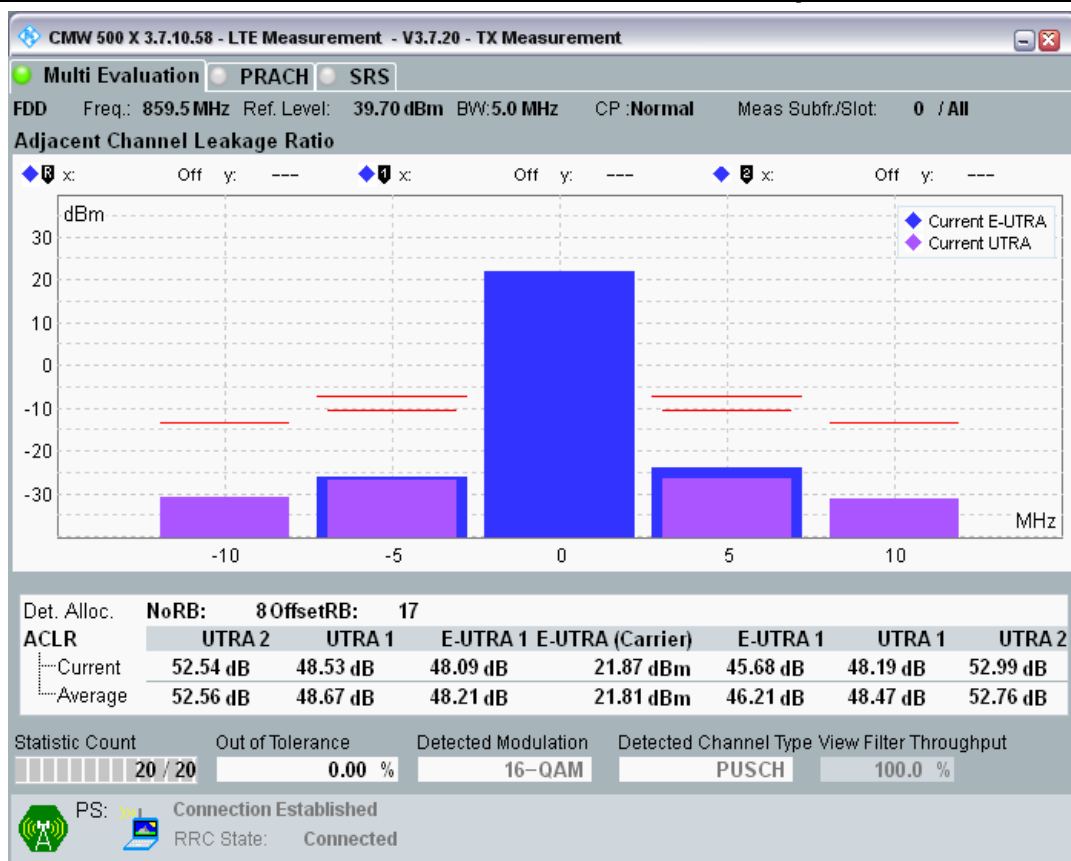 CMW 500 X 3.7.10.58 - LTE Measurement - V3.7.20 - TX Measurement
Multi Evaluation PRACH SRS
FDD Freq.: 859.5 MHz Ref. Level: 39.70 dBm BW:5.0 MHz CP :Normal Meas Subfr./Slot: 0 / All
Adjacent Channel Leakage Ratio
R x: Off y: --- 1 x: Off y: --- 2 x: Off y: ---
dBm
Current E-UTRA
Current UTRA
30
20
10
0
-10
-20
-30
MHz
-10 -5 0 5 10
Det. Alloc. NoRB: 8 OffsetRB: 17
ACLR UTRA 2 UTRA 1 E-UTRA 1 E-UTRA (Carrier) E-UTRA 1 UTRA 1 UTRA 2
Current 52.54 dB 48.53 dB 48.09 dB 21.87 dBm 45.68 dB 48.19 dB 52.99 dB
Average 52.56 dB 48.67 dB 48.21 dB 21.81 dBm 46.21 dB 48.47 dB 52.76 dB
Statistic Count Out of Tolerance Detected Modulation Detected Channel Type View Filter Throughput
20 / 20 0.00 % 16-QAM PUSCH 100.0 %
PS: Connection Established
RRC State: Connected